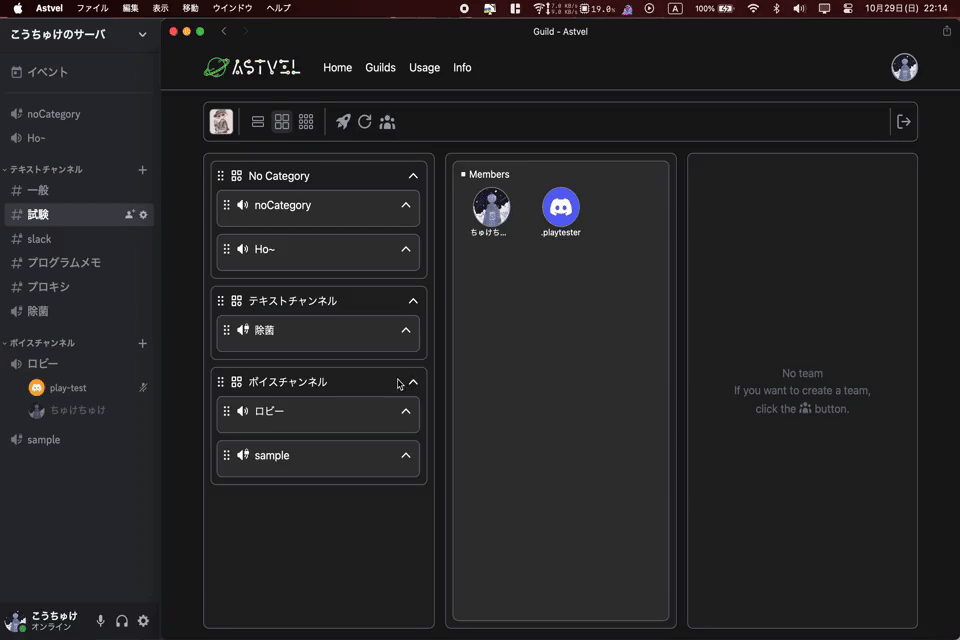 Astvel ファイル 編集 表示 移動 ウインドウ ヘルプ
7.0 KB/s
9.0 KB/s
19.0%
A
100%
10月29日(日) 22:14
こうちゅけのサーバ
イベント
noCategory
Ho~
テキストチャンネル
一般
試験
slack
プログラムメモ
プロキシ
除菌
ボイスチャンネル
ロビー
play-test
ちゅけちゅけ
sample
こうちゅけ
オンライン
Guild - Astvel
ASTVEL
Home Guilds Usage Info
No Category
noCategory
Ho~
テキストチャンネル
除菌
ボイスチャンネル
ロビー
sample
Members
ちゅけち...
.playtester
No team
If you want to create a team,
click the button.